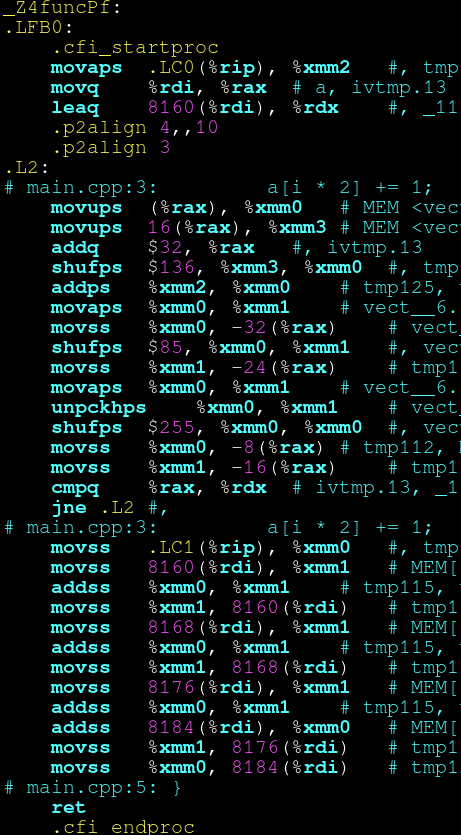 _Z4funcPf:
.LFB0:
.cfi_startproc
movaps .LC0(%rip), %xmm2 #, tmp
movq %rdi, %rax # a, ivtmp.13
leaq 8160(%rdi), %rdx #, _11
.p2align 4,,10
.p2align 3
.L2:
# main.cpp:3: a[i * 2] += 1;
movups (%rax), %xmm0 # MEM <vec
movups 16(%rax), %xmm3 # MEM <vec
addq $32, %rax #, ivtmp.13
shufps $136, %xmm3, %xmm0 #, tmp
addps %xmm2, %xmm0 # tmp125,
movaps %xmm0, %xmm1 # vect__6.
movss %xmm0, -32(%rax) # vect_
shufps $85, %xmm0, %xmm1 #, vec
movss %xmm1, -24(%rax) # tmp1
movaps %xmm0, %xmm1 # vect__6.
unpckhps %xmm0, %xmm1 # vect_
shufps $255, %xmm0, %xmm0 #, vec
movss %xmm0, -8(%rax) # tmp112,
movss %xmm1, -16(%rax) # tmp1
cmpq %rax, %rdx # ivtmp.13, _1
jne .L2 #,
# main.cpp:3: a[i * 2] += 1;
movss .LC1(%rip), %xmm0 #, tmp
movss 8160(%rdi), %xmm1 # MEM[
addss %xmm0, %xmm1 # tmp115,
movss %xmm1, 8160(%rdi) # tmp1
movss 8168(%rdi), %xmm1 # MEM[
addss %xmm0, %xmm1 # tmp115,
movss %xmm1, 8168(%rdi) # tmp1
movss 8176(%rdi), %xmm1 # MEM[
addss %xmm0, %xmm1 # tmp115,
addss 8184(%rdi), %xmm0 # MEM[
movss %xmm1, 8176(%rdi) # tmp1
movss %xmm0, 8184(%rdi) # tmp1
# main.cpp:5: }
ret
.cfi_endproc